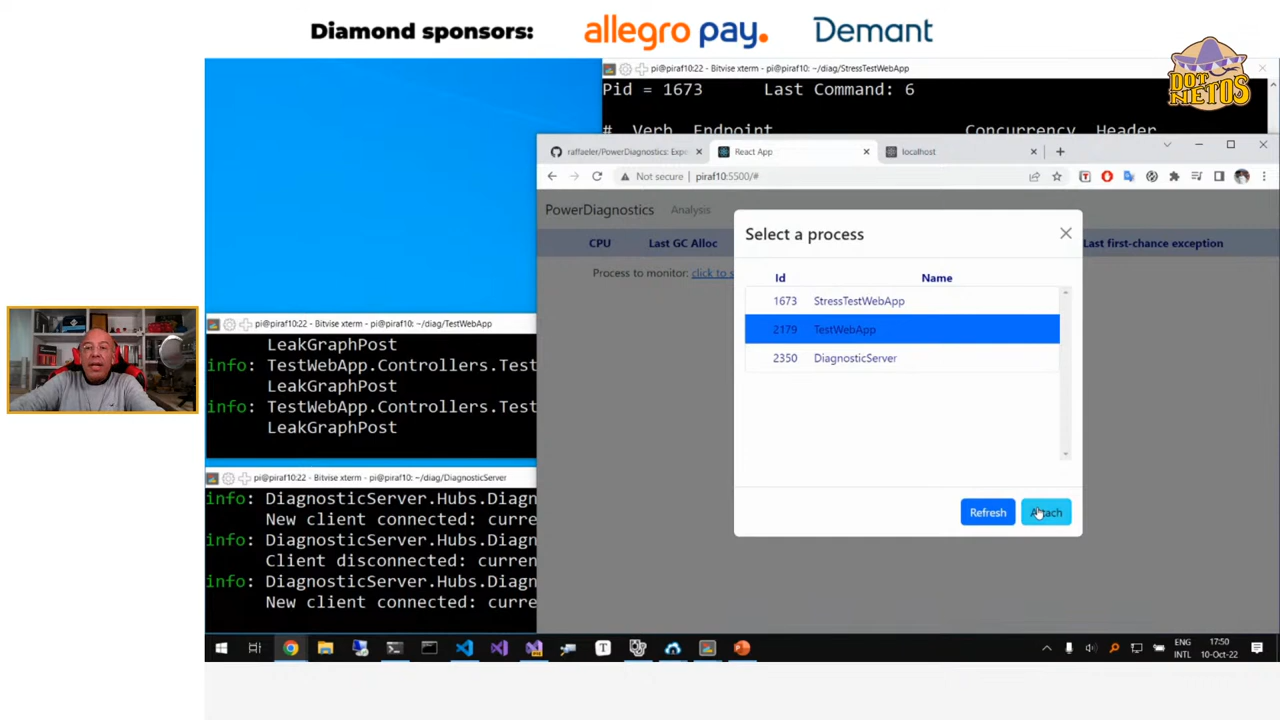 Diamond sponsors:
allegro pay.
Demant
DOT
NETOS
pi@piraf10:22 - Bitvise xterm - pi@piraf10: ~/diag/StressTestWebApp
Pid = 1673 Last Command: 6
# Verb Endpoint Concurrency Header
raffaeler/PowerDiagnostics: Exp
React App
localhost
Not secure
piraf10:5500/#
PowerDiagnostics Analysis
CPU Last GC Alloc Last first-chance exception
Process to monitor: click to s
Select a process
Id Name
1673 StressTestWebApp
2179 TestWebApp
2350 DiagnosticServer
Refresh Attach
pi@piraf10:22 - Bitvise xterm - pi@piraf10: ~/diag/TestWebApp
LeakGraphPost
info: TestWebApp.Controllers.Test
LeakGraphPost
info: TestWebApp.Controllers.Test
LeakGraphPost
pi@piraf10:22 - Bitvise xterm - pi@piraf10: ~/diag/DiagnosticServer
info: DiagnosticServer.Hubs.Diagn
New client connected: curre
info: DiagnosticServer.Hubs.Diagn
Client disconnected: curren
info: DiagnosticServer.Hubs.Diagn
New client connected: curre
ENG
INTL
17:50
10-Oct-22